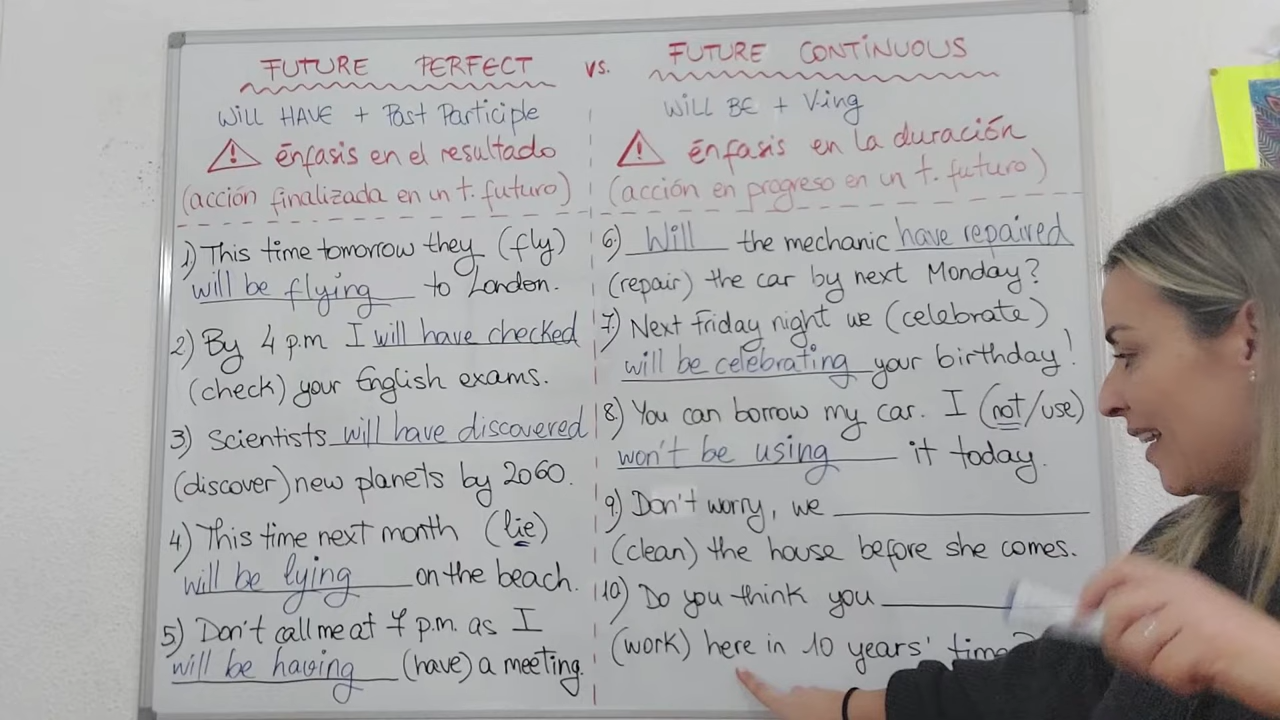 FUTURE PERFECT vs. FUTURE CONTINUOUS
WILL HAVE + Past Participle
énfasis en el resultado
(acción finalizada en un t. futuro)
1) This time tomorrow they (fly)
will be flying to London.
2) By 4 p.m I will have checked
(check) your English exams.
3) Scientists will have discovered
(discover) new planets by 2060.
4) This time next month (lie)
will be lying on the beach.
5) Don't call me at 7 p.m. as I
will be having (have) a meeting.
WILL BE + Ving
énfasis en la duración
(acción en progreso en un t. futuro)
6) Will the mechanic have repaired
(repair) the car by next Monday?
7) Next Friday night we (celebrate)
will be celebrating your birthday!
8) You can borrow my car. I (not/use)
won't be using it today.
9) Don't worry, we
(clean) the house before she comes.
10) Do you think you
(work) here in 10 years' time?